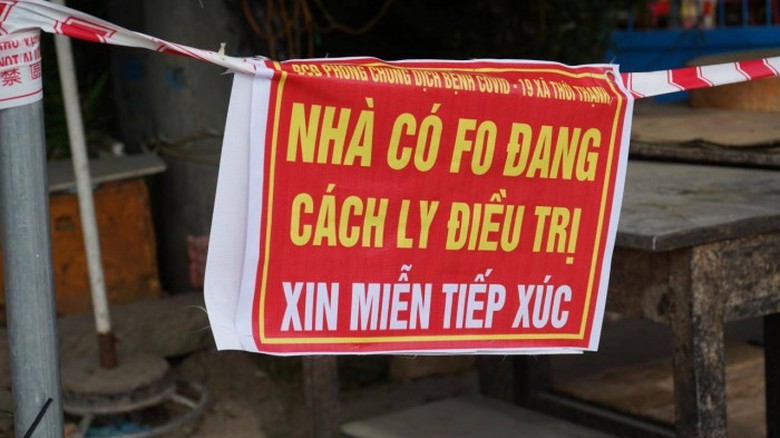 BCĐ PHÒNG CHỐNG DỊCH BỆNH COVID - 19 XÃ THỚI THẠNH
NHÀ CÓ FO ĐANG
CÁCH LY ĐIỀU TRỊ
XIN MIỄN TIẾP XÚC